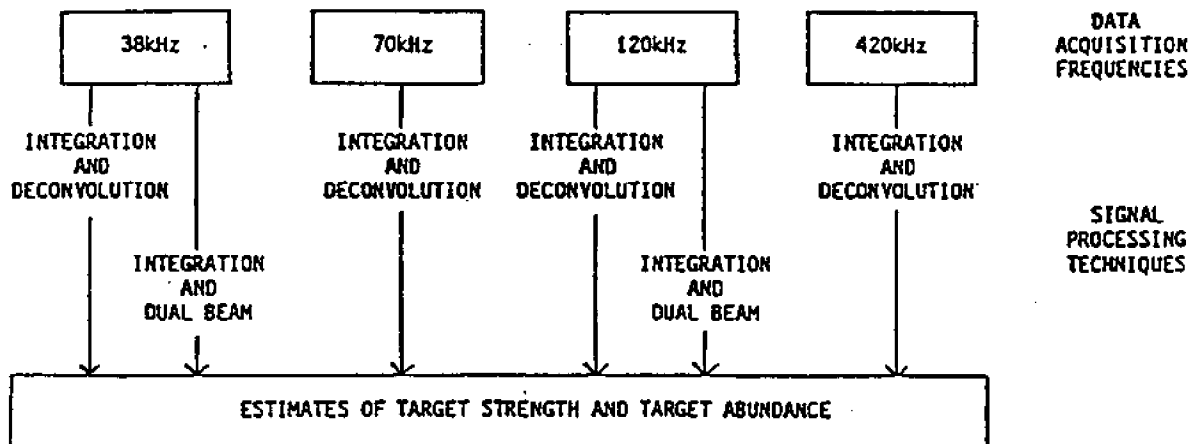 38kHz
70kHz
120kHz
420kHz
DATA
ACQUISITION
FREQUENCIES
INTEGRATION
AND
DECONVOLUTION
INTEGRATION
AND
DECONVOLUTION
INTEGRATION
AND
DECONVOLUTION
INTEGRATION
AND
DECONVOLUTION
SIGNAL
PROCESSING
TECHNIQUES
INTEGRATION
AND
DUAL BEAM
INTEGRATION
AND
DUAL BEAM
ESTIMATES OF TARGET STRENGTH AND TARGET ABUNDANCE